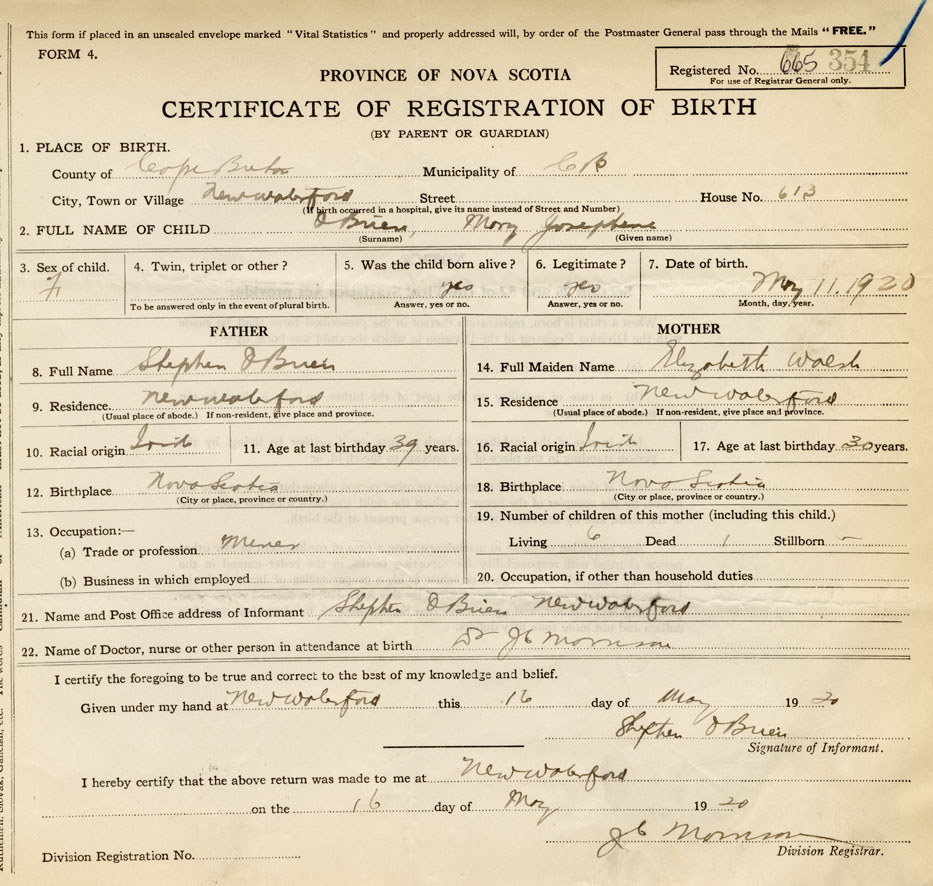 This form if placed in an unsealed envelope marked "Vital Statistics" and properly addressed will, by order of the Postmaster General pass through the Mails "FREE."
FORM 4.
Registered No. 665 354
For use of Registrar General only.
PROVINCE OF NOVA SCOTIA
CERTIFICATE OF REGISTRATION OF BIRTH
(BY PARENT OR GUARDIAN)
1. PLACE OF BIRTH.
County of Cape Breton Municipality of CB
City, Town or Village New Waterford Street House No. 613
(If birth occurred in a hospital, give its name instead of Street and Number)
2. FULL NAME OF CHILD O'Brien, Mary Josephene
(Surname) (Given name)
3. Sex of child. 4. Twin, triplet or other? 5. Was the child born alive? 6. Legitimate? 7. Date of birth.
F yes yes May 11. 1920
To be answered only in the event of plural birth. Answer, yes or no. Answer, yes or no. Month, day, year.
FATHER
8. Full Name Stephen O'Brien
9. Residence New Waterford
(Usual place of abode.) If non-resident, give place and province.
10. Racial origin Irish 11. Age at last birthday 39 years.
12. Birthplace Nova Scotia
(City or place, province or country.)
13. Occupation:—
(a) Trade or profession Miner
(b) Business in which employed
MOTHER
14. Full Maiden Name Elizabeth Walsh
15. Residence New Waterford
(Usual place of abode.) If non-resident, give place and province.
16. Racial origin Irish 17. Age at last birthday 30 years.
18. Birthplace Nova Scotia
(City or place, province or country.)
19. Number of children of this mother (including this child.)
Living 6 Dead 1 Stillborn –
20. Occupation, if other than household duties
21. Name and Post Office address of Informant Stephen O'Brien New Waterford
22. Name of Doctor, nurse or other person in attendance at birth Dr Morrison
I certify the foregoing to be true and correct to the best of my knowledge and belief.
Given under my hand at New Waterford this 16 day of May 1920
Stephen O'Brien
Signature of Informant.
I hereby certify that the above return was made to me at New Waterford
on the 16 day of May 1920
Morrison
Division Registrar.
Division Registration No.